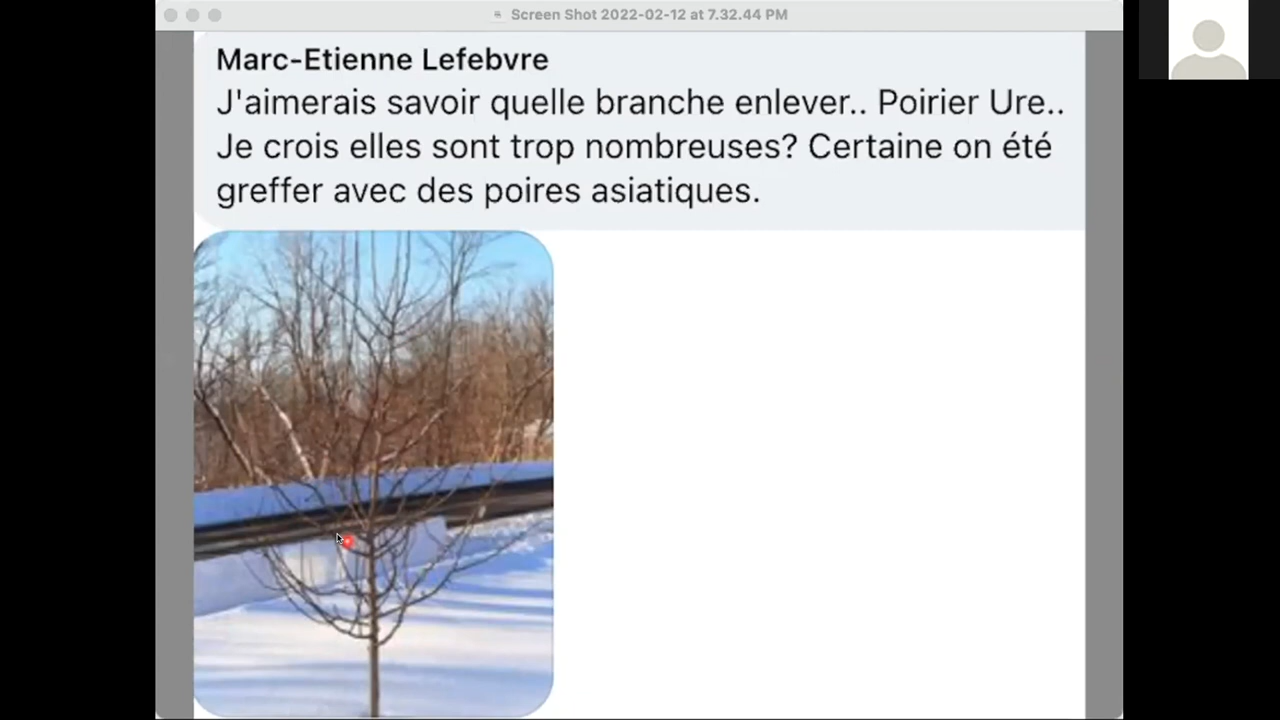 Screen Shot 2022-02-12 at 7.32.44 PM
Marc-Etienne Lefebvre
J'aimerais savoir quelle branche enlever.. Poirier Ure..
Je crois elles sont trop nombreuses? Certaine on été
greffer avec des poires asiatiques.